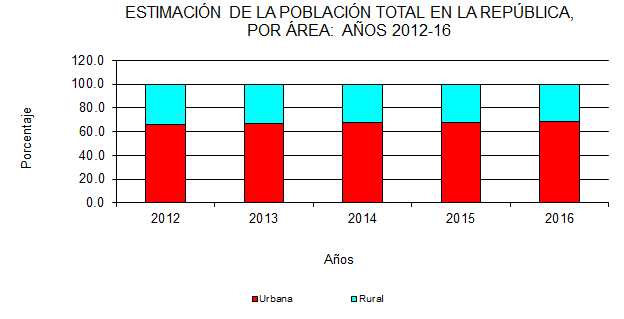 ESTIMACIÓN DE LA POBLACIÓN TOTAL EN LA REPÚBLICA,
POR ÁREA: AÑOS 2012-16
Porcentaje
120.0
100.0
80.0
60.0
40.0
20.0
0.0
2012 2013 2014 2015 2016
Años
Urbana Rural